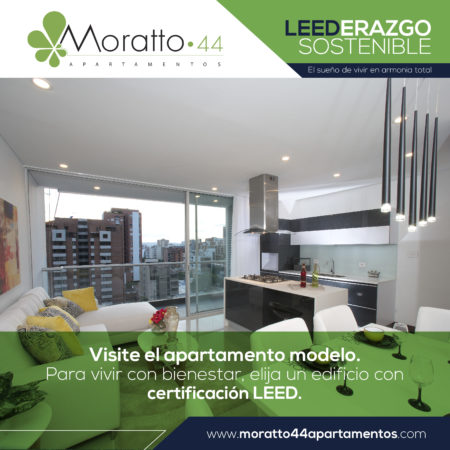 Moratto • 44
APARTAMENTOS
LEEDERAZGO
SOSTENIBLE
El sueño de vivir en armonia total
Visite el apartamento modelo.
Para vivir con bienestar, elija un edificio con
certificación LEED.
www.moratto44apartamentos.com